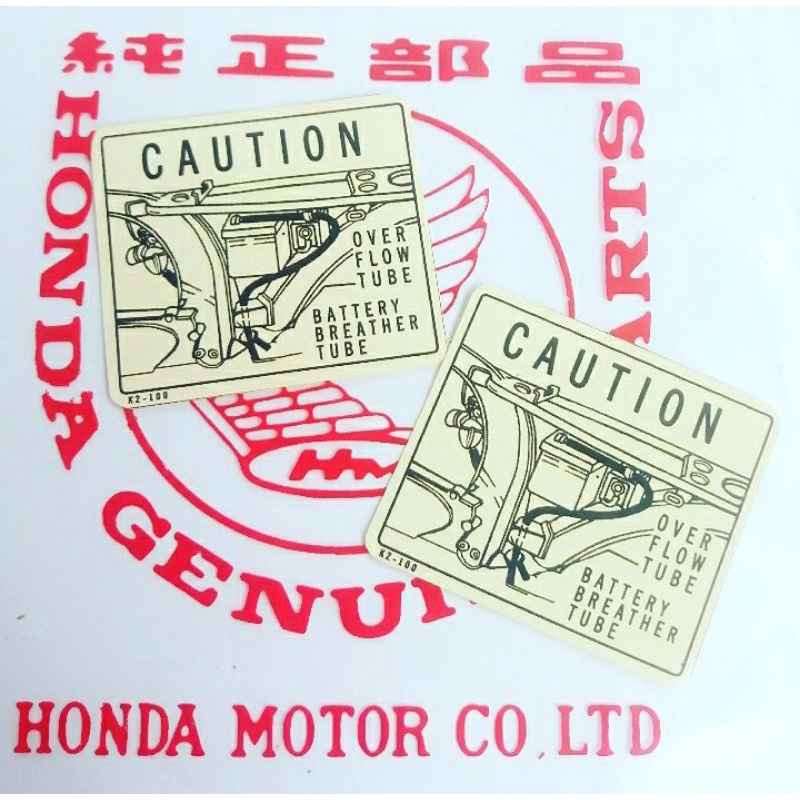 純正部品
HONDA
GENUI
ARTS
CAUTION
OVER
FLOW
TUBE
BATTERY
BREATHER
TUBE
K2-100
CAUTION
OVER
FLOW
TUBE
BATTERY
BREATHER
TUBE
K2-100
HONDA MOTOR CO.,LTD